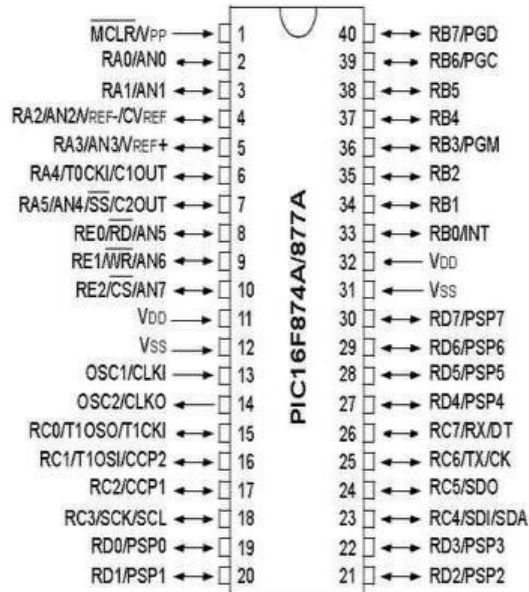 MCLR/VPP 1 40 RB7/PGD
RA0/AN0 2 39 RB6/PGC
RA1/AN1 3 38 RB5
RA2/AN2/VREF-/CVREF 4 37 RB4
RA3/AN3/VREF+ 5 36 RB3/PGM
RA4/T0CKI/C1OUT 6 35 RB2
RA5/AN4/SS/C2OUT 7 34 RB1
RE0/RD/AN5 8 33 RB0/INT
RE1/WR/AN6 9 32 VDD
RE2/CS/AN7 10 31 VSS
VDD 11 30 RD7/PSP7
VSS 12 29 RD6/PSP6
OSC1/CLKI 13 28 RD5/PSP5
OSC2/CLKO 14 27 RD4/PSP4
RC0/T1OSO/T1CKI 15 26 RC7/RX/DT
RC1/T1OSI/CCP2 16 25 RC6/TX/CK
RC2/CCP1 17 24 RC5/SDO
RC3/SCK/SCL 18 23 RC4/SDI/SDA
RD0/PSP0 19 22 RD3/PSP3
RD1/PSP1 20 21 RD2/PSP2
PIC16F874A/877A